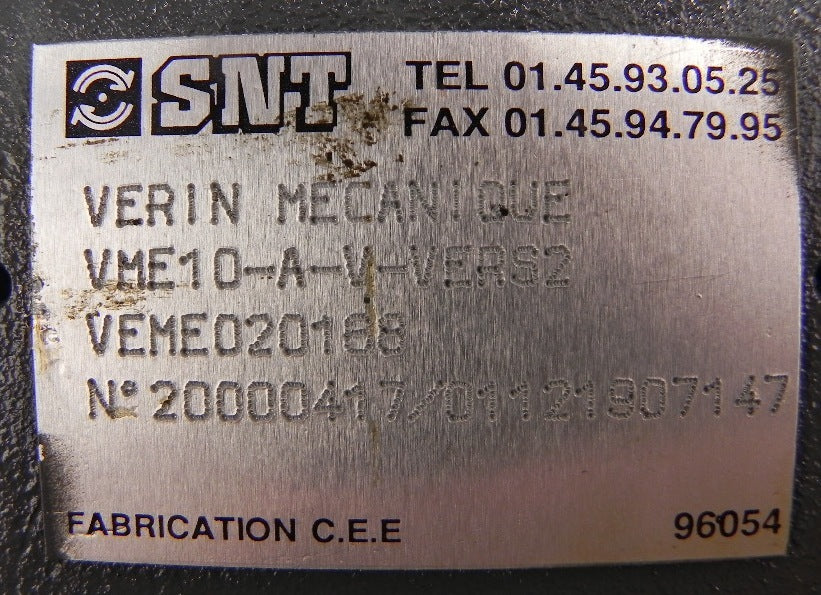 SNT
TEL 01.45.93.05.25
FAX 01.45.94.79.95
VERIN MECANIQUE
VME10-A-V-VERS2
VEME020188
N° 20000417/01121907147
FABRICATION C.E.E
96054